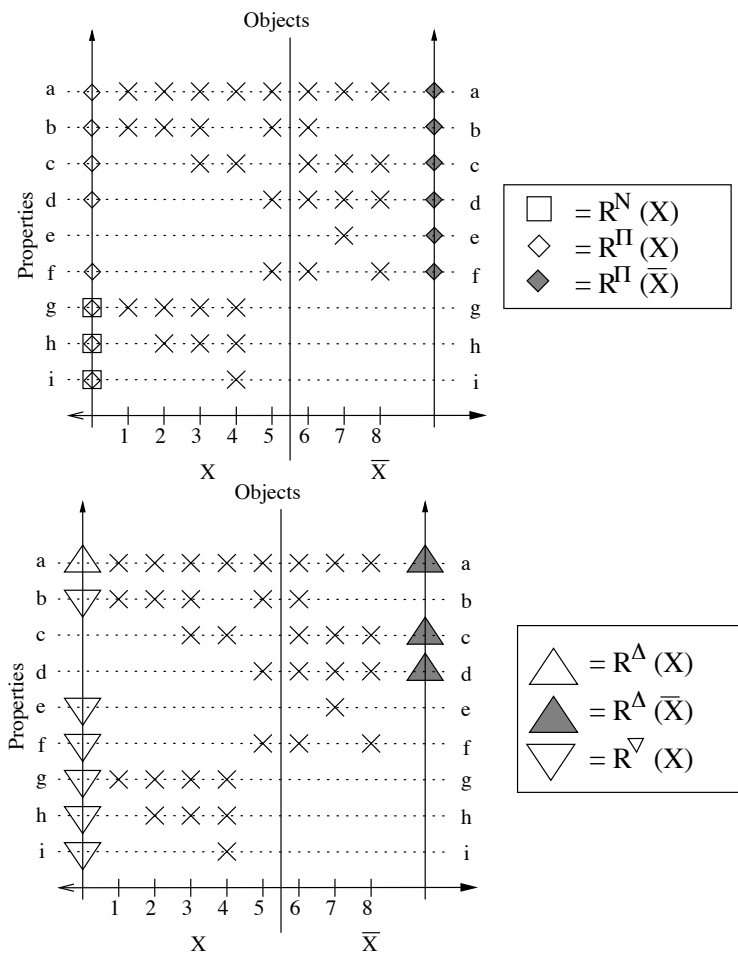 Objects
a a
b b
c c
d d
e e
f f
g g
h h
i i
Properties
1 2 3 4 5 6 7 8
X X̅
= R^N (X)
= R^Π (X)
= R^Π (X̅)
Objects
a a
b b
c c
d d
e e
f f
g g
h h
i i
Properties
1 2 3 4 5 6 7 8
X X̅
= R^Δ (X)
= R^Δ (X̅)
= R^▽ (X)